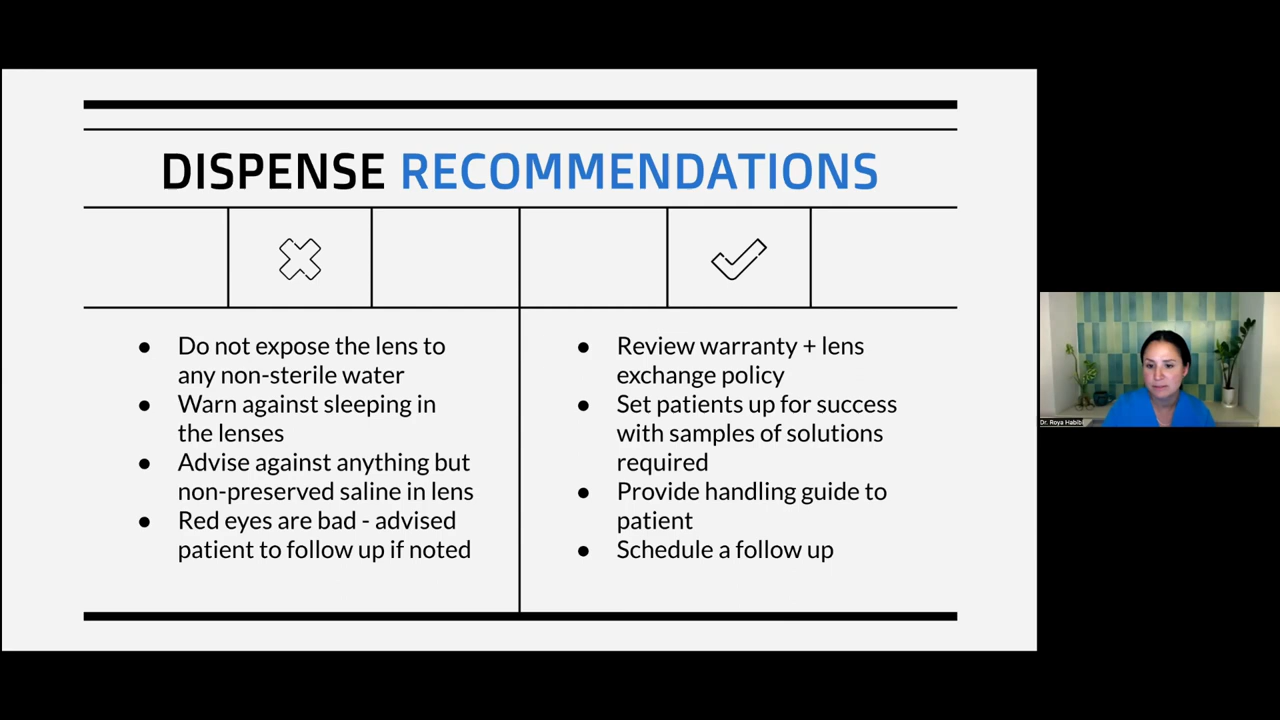 DISPENSE RECOMMENDATIONS
● Do not expose the lens to
any non-sterile water
● Warn against sleeping in
the lenses
● Advise against anything but
non-preserved saline in lens
● Red eyes are bad - advised
patient to follow up if noted
● Review warranty + lens
exchange policy
● Set patients up for success
with samples of solutions
required
● Provide handling guide to
patient
● Schedule a follow up
Dr. Roya Habibi